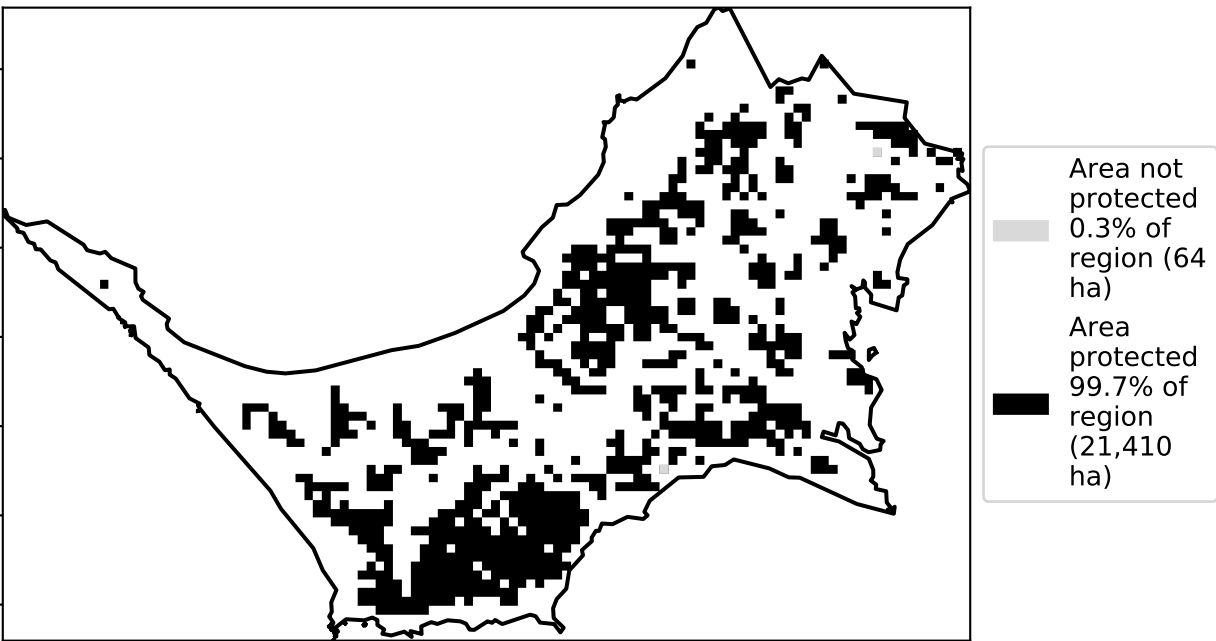 Area not
protected
0.3% of
region (64
ha)
Area
protected
99.7% of
region
(21,410
ha)